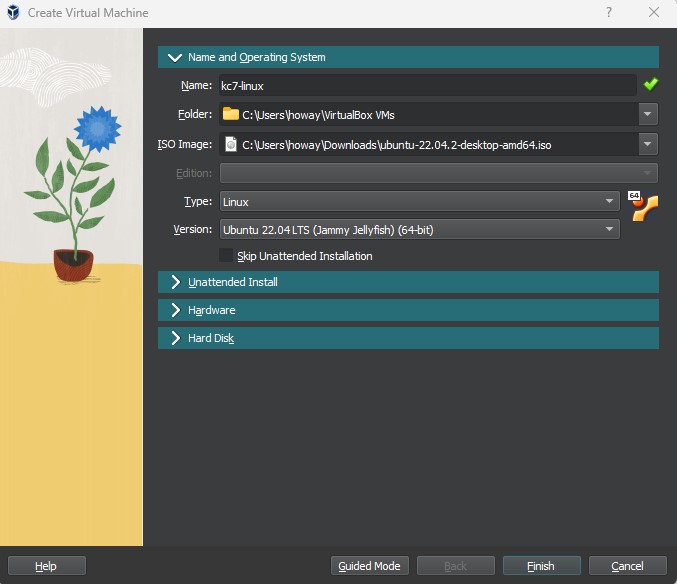 Create Virtual Machine
Name and Operating System
Name: kc7-linux
Folder: C:\Users\howay\VirtualBox VMs
ISO Image: C:\Users\howay\Downloads\ubuntu-22.04.2-desktop-amd64.iso
Edition:
Type: Linux
64
Version: Ubuntu 22.04 LTS (Jammy Jellyfish) (64-bit)
Skip Unattended Installation
Unattended Install
Hardware
Hard Disk
Help Guided Mode Back Finish Cancel